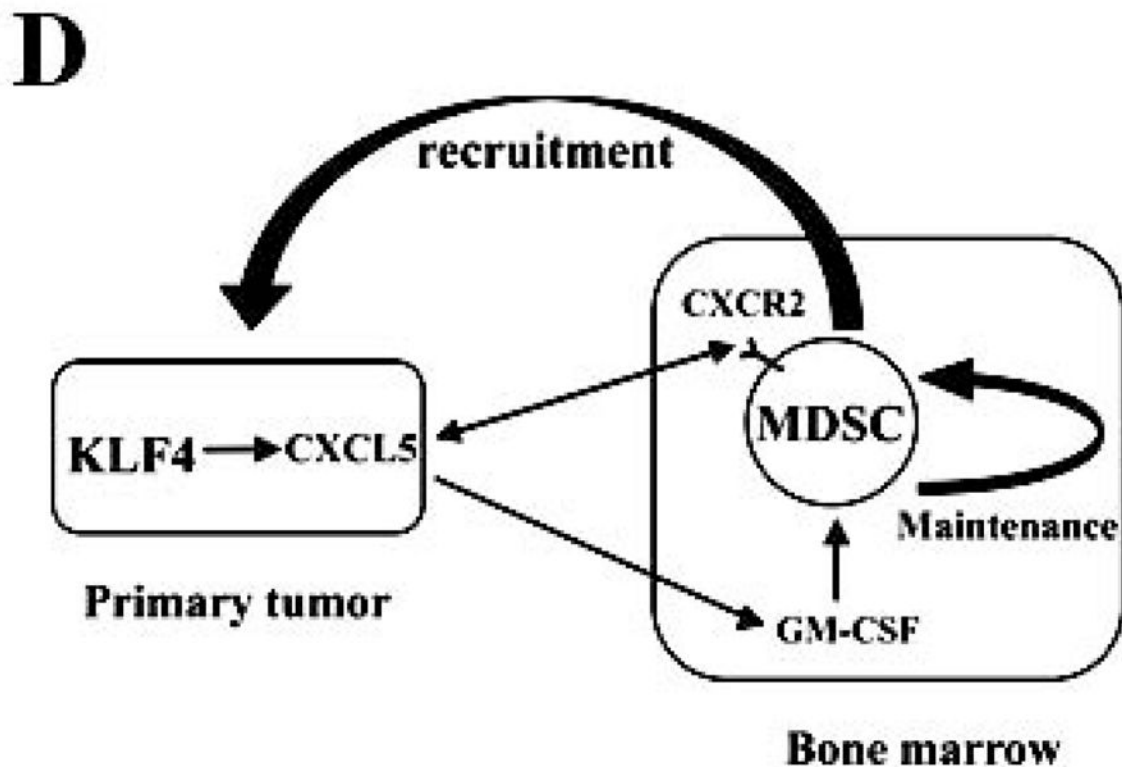 D
recruitment
CXCR2
MDSC
KLF4 CXCL5
Maintenance
Primary tumor
GM-CSF
Bone marrow